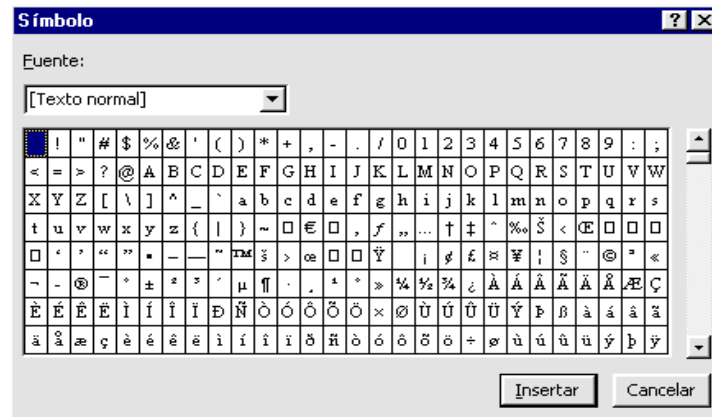 Símbolo
Fuente:
[Texto normal]
! " # $ % & ' ( ) * + , - . / 0 1 2 3 4 5 6 7 8 9 : ;
< = > ? @ A B C D E F G H I J K L M N O P Q R S T U V W
X Y Z [ \ ] ^ _ ` a b c d e f g h i j k l m n o p q r s
t u v w x y z { | } ~ □ € □ ‚ ƒ „ … † ‡ ˆ ‰ Š ‹ Œ □ □ □
□ ‘ ’ “ ” • – — ˜ ™ š › œ □ □ Ÿ ¡ ¢ £ ¤ ¥ ¦ § ¨ © ª «
¬ - ® ¯ ° ± ² ³ ´ µ ¶ · ¸ ¹ º » ¼ ½ ¾ ¿ À Á Â Ã Ä Å Æ Ç
È É Ê Ë Ì Í Î Ï Ð Ñ Ò Ó Ô Õ Ö × Ø Ù Ú Û Ü Ý Þ ß à á â ã
ä å æ ç è é ê ë ì í î ï ð ñ ò ó ô õ ö ÷ ø ù ú û ü ý þ ÿ
Insertar Cancelar